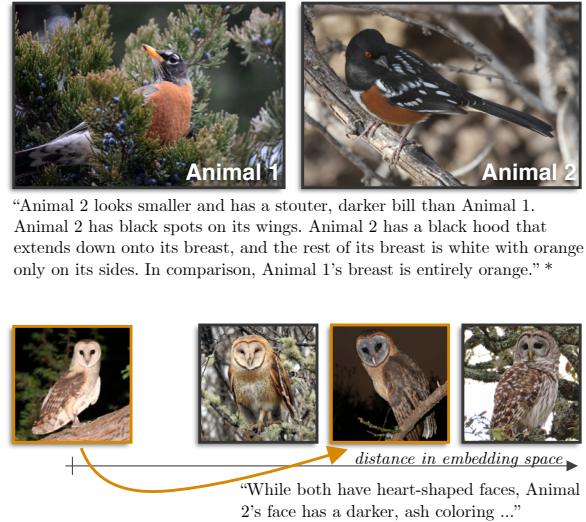 Animal 1
Animal 2
“Animal 2 looks smaller and has a stouter, darker bill than Animal 1.
Animal 2 has black spots on its wings. Animal 2 has a black hood that
extends down onto its breast, and the rest of its breast is white with orange
only on its sides. In comparison, Animal 1’s breast is entirely orange.” *
distance in embedding space
“While both have heart-shaped faces, Animal
2’s face has a darker, ash coloring ...”